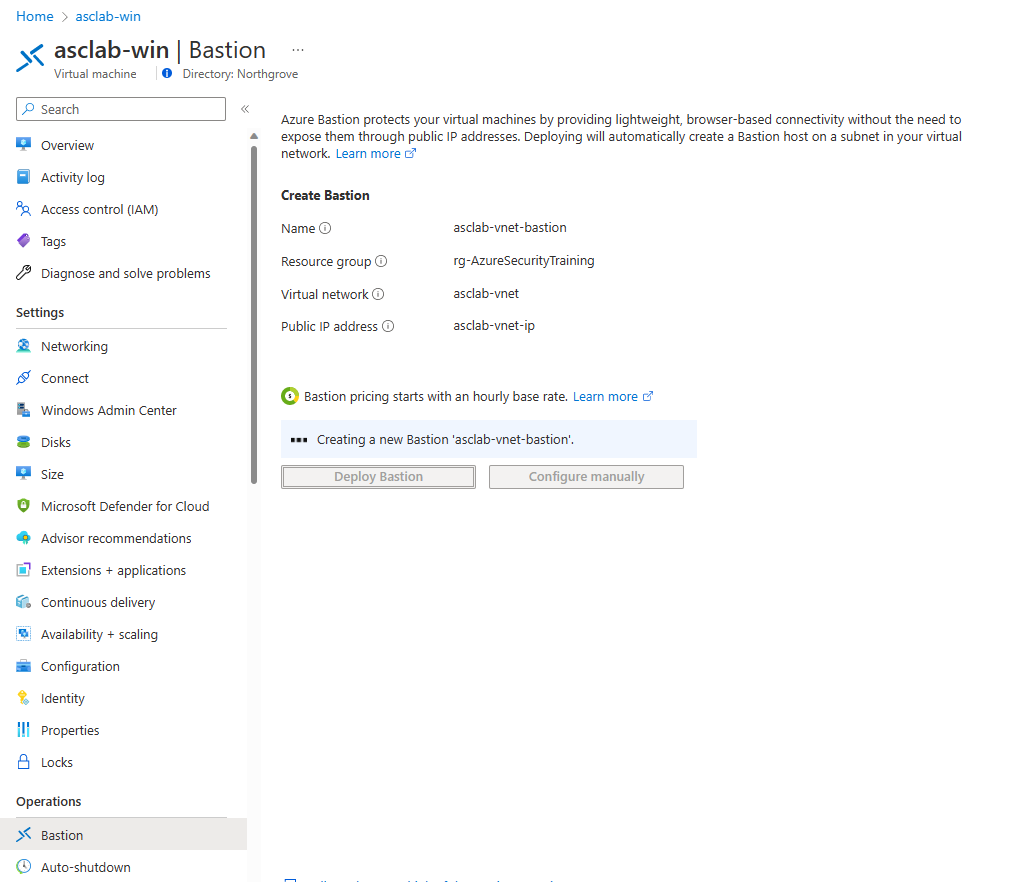 Home > asclab-win
asclab-win | Bastion ...
Virtual machine
Directory: Northgrove
Search
«
Overview
Activity log
Access control (IAM)
Tags
Diagnose and solve problems
Settings
Networking
Connect
Windows Admin Center
Disks
Size
Microsoft Defender for Cloud
Advisor recommendations
Extensions + applications
Continuous delivery
Availability + scaling
Configuration
Identity
Properties
Locks
Operations
Bastion
Auto-shutdown
Azure Bastion protects your virtual machines by providing lightweight, browser-based connectivity without the need to
expose them through public IP addresses. Deploying will automatically create a Bastion host on a subnet in your virtual
network. Learn more
Create Bastion
Name asclab-vnet-bastion
Resource group rg-AzureSecurityTraining
Virtual network asclab-vnet
Public IP address asclab-vnet-ip
Bastion pricing starts with an hourly base rate. Learn more
Creating a new Bastion 'asclab-vnet-bastion'.
Deploy Bastion
Configure manually